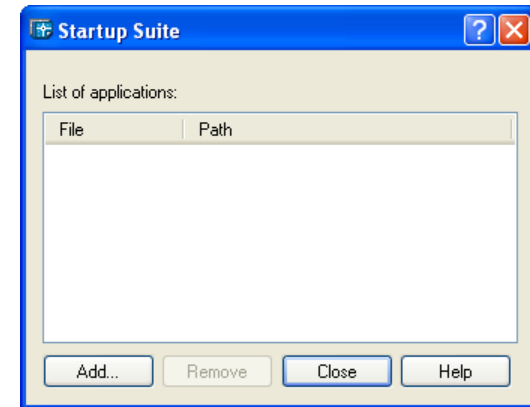 Startup Suite
List of applications:
File Path
Add... Remove Close Help